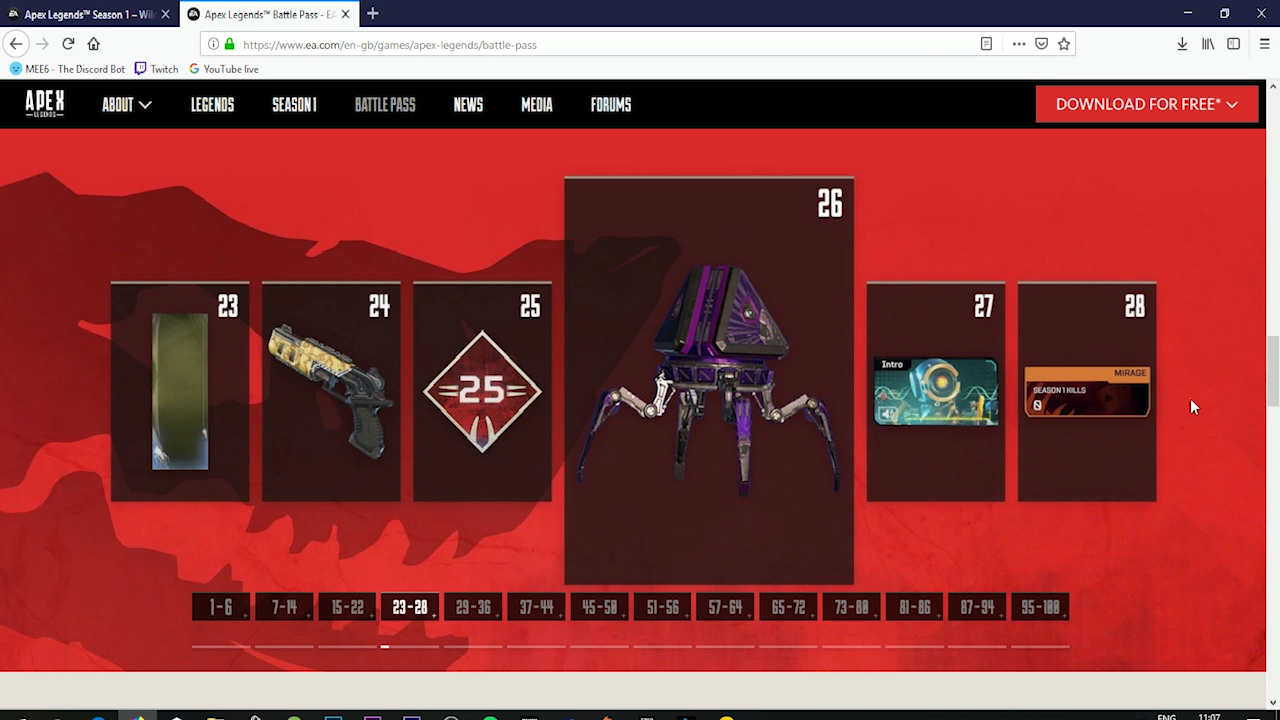 Apex Legends™ Season 1 – Wil
Apex Legends™ Battle Pass - EA
https://www.ea.com/en-gb/games/apex-legends/battle-pass
MEE6 - The Discord Bot
Twitch
YouTube live
APEX
LEGENDS
ABOUT
LEGENDS
SEASON 1
BATTLE PASS
NEWS
MEDIA
FORUMS
DOWNLOAD FOR FREE*
23
24
25
25
26
27
Intro
28
MIRAGE
SEASON 1 KILLS
0
1-6
7-14
15-22
23-28
29-36
37-44
45-50
51-56
57-64
65-72
73-80
81-86
87-94
95-100
ENG
11:07